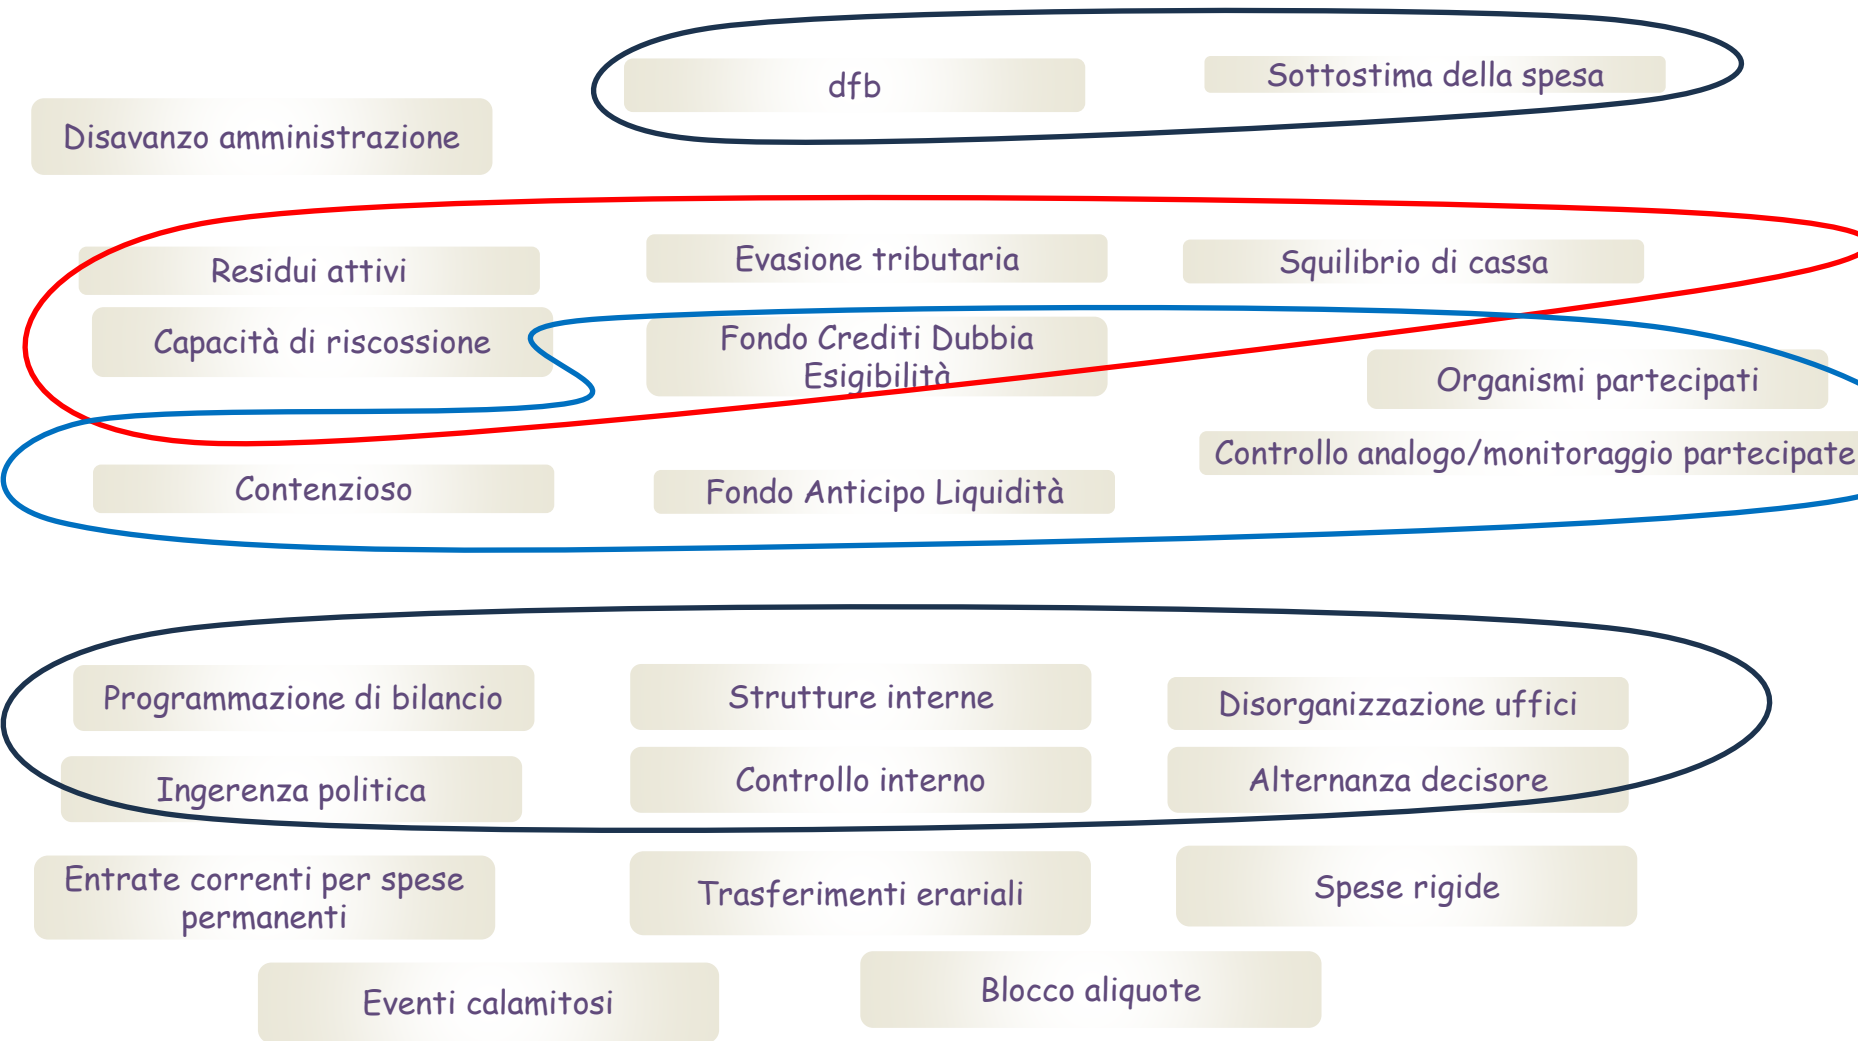 dfb
Sottostima della spesa
Disavanzo amministrazione
Residui attivi
Evasione tributaria
Squilibrio di cassa
Capacità di riscossione
Fondo Crediti Dubbia
Esigibilità
Organismi partecipati
Controllo analogo/monitoraggio partecipate
Contenzioso
Fondo Anticipo Liquidità
Programmazione di bilancio
Strutture interne
Disorganizzazione uffici
Ingerenza politica
Controllo interno
Alternanza decisore
Entrate correnti per spese
permanenti
Trasferimenti erariali
Spese rigide
Eventi calamitosi
Blocco aliquote